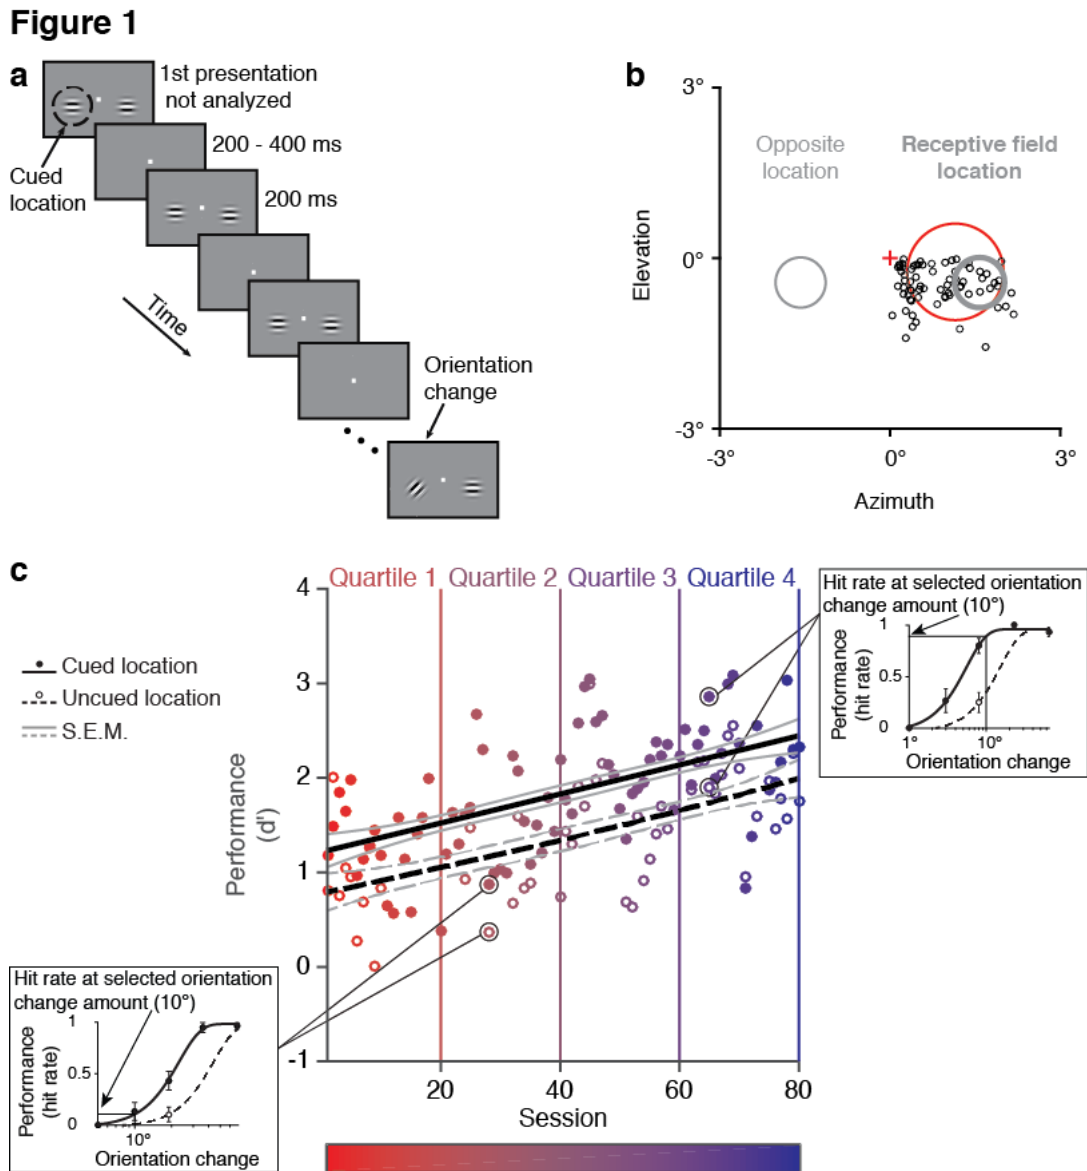 Figure 1
a
1st presentation
not analyzed
200 - 400 ms
Cued
location
200 ms
Time
Orientation
change
b
3°
Opposite
location
Receptive field
location
Elevation
0°
-3°
-3°
0°
3°
Azimuth
c
Cued location
Uncued location
S.E.M.
Quartile 1
Quartile 2
Quartile 3
Quartile 4
4
3
2
1
0
-1
Performance
(d')
20
40
60
80
Session
Hit rate at selected orientation
change amount (10°)
1
0.5
0
Performance
(hit rate)
1°
10°
Orientation change
Hit rate at selected orientation
change amount (10°)
1
0.5
0
Performance
(hit rate)
10°
Orientation change